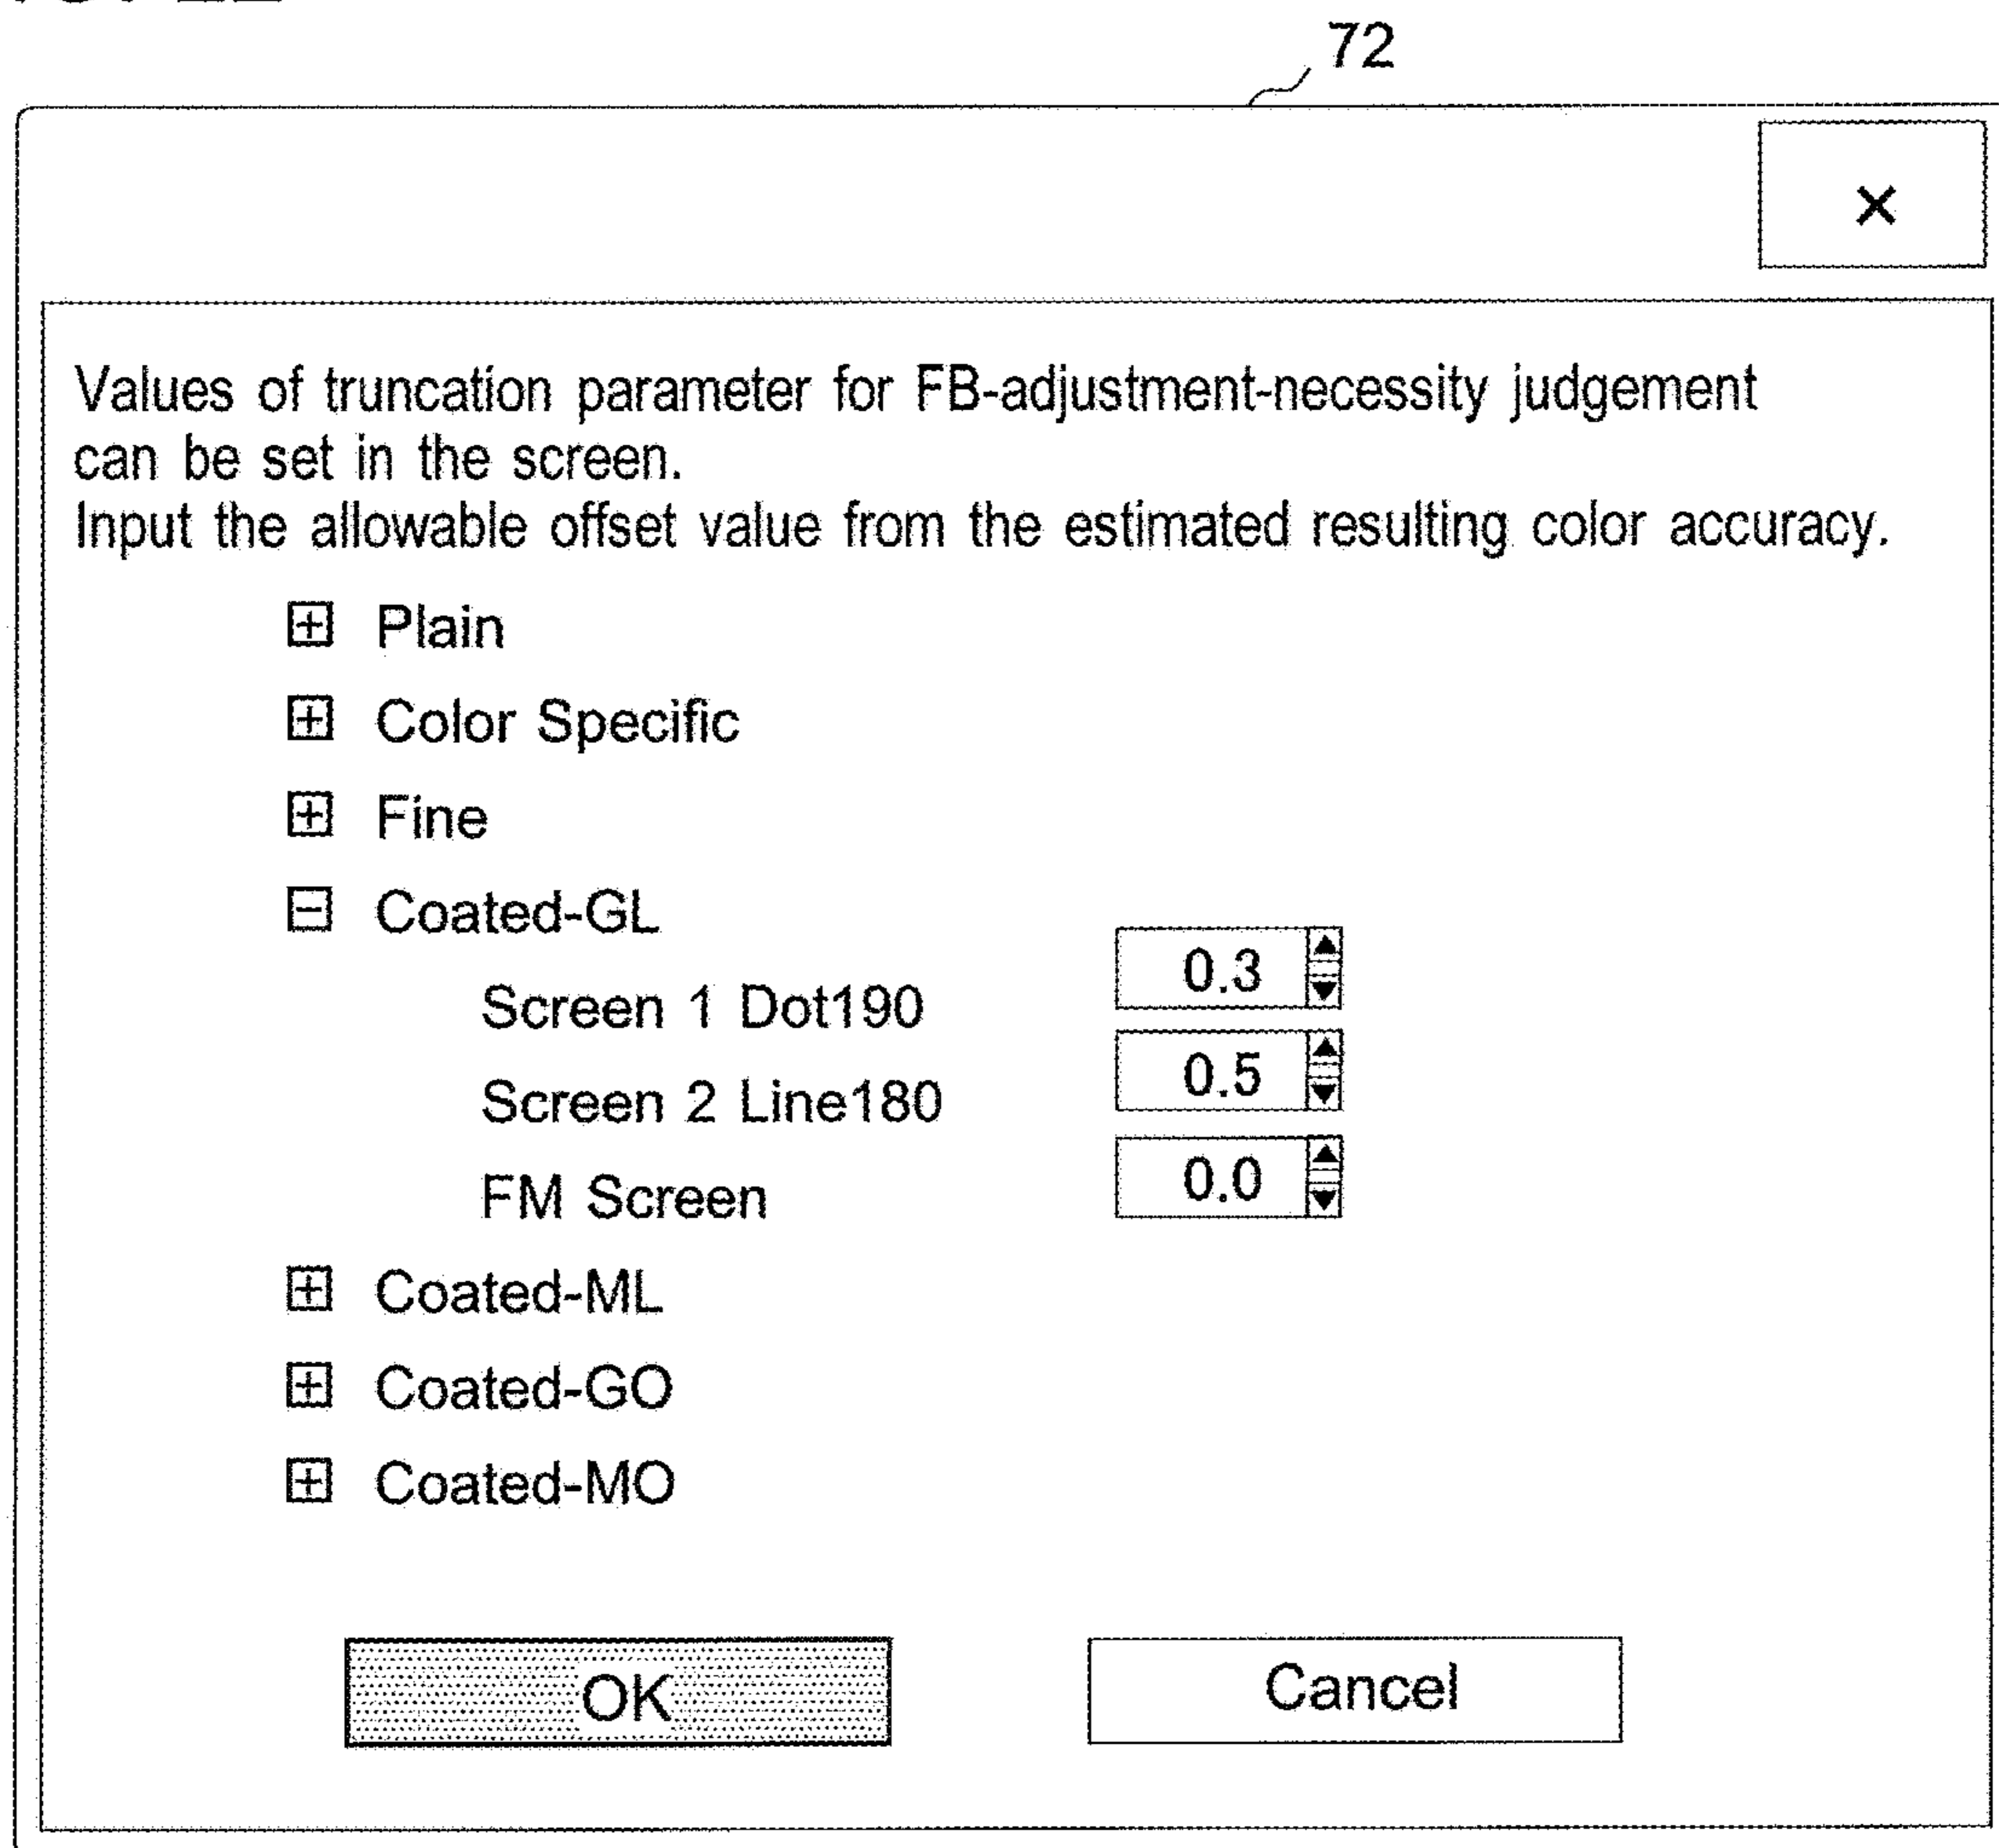 72
×
Values of truncation parameter for FB-adjustment-necessity judgement
can be set in the screen.
Input the allowable offset value from the estimated resulting color accuracy.
Plain
Color Specific
Fine
Coated-GL
Screen 1 Dot190 0.3
Screen 2 Line180 0.5
FM Screen 0.0
Coated-ML
Coated-GO
Coated-MO
OK Cancel